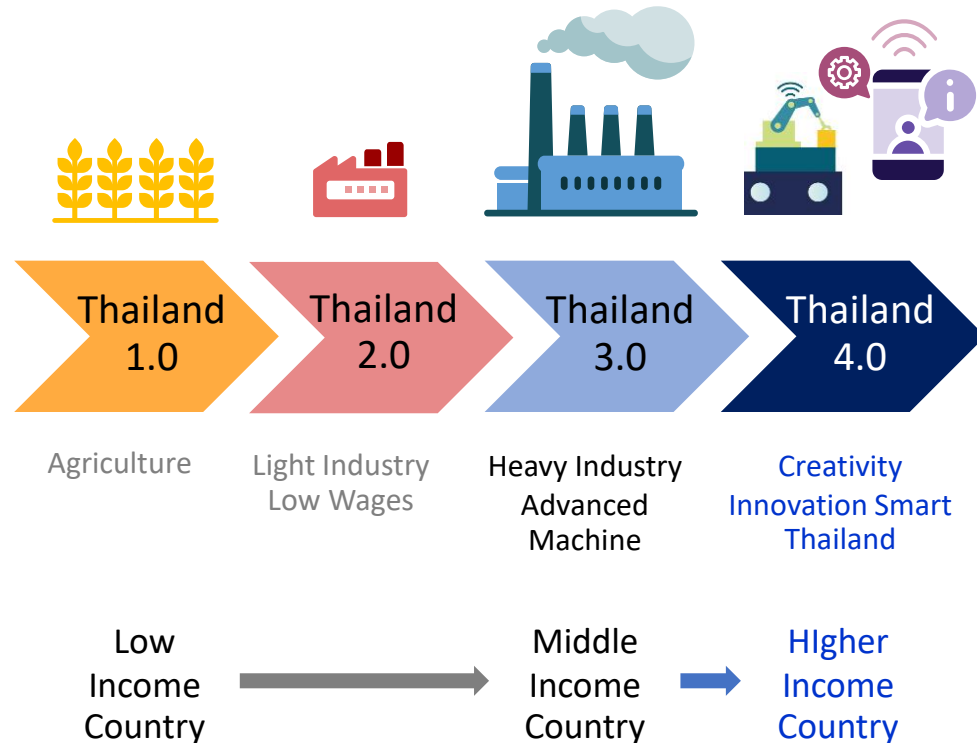 Thailand
1.0
Thailand
2.0
Thailand
3.0
Thailand
4.0
Agriculture
Light Industry
Low Wages
Heavy Industry
Advanced
Machine
Creativity
Innovation Smart
Thailand
Low
Income
Country
Middle
Income
Country
HIgher
Income
Country